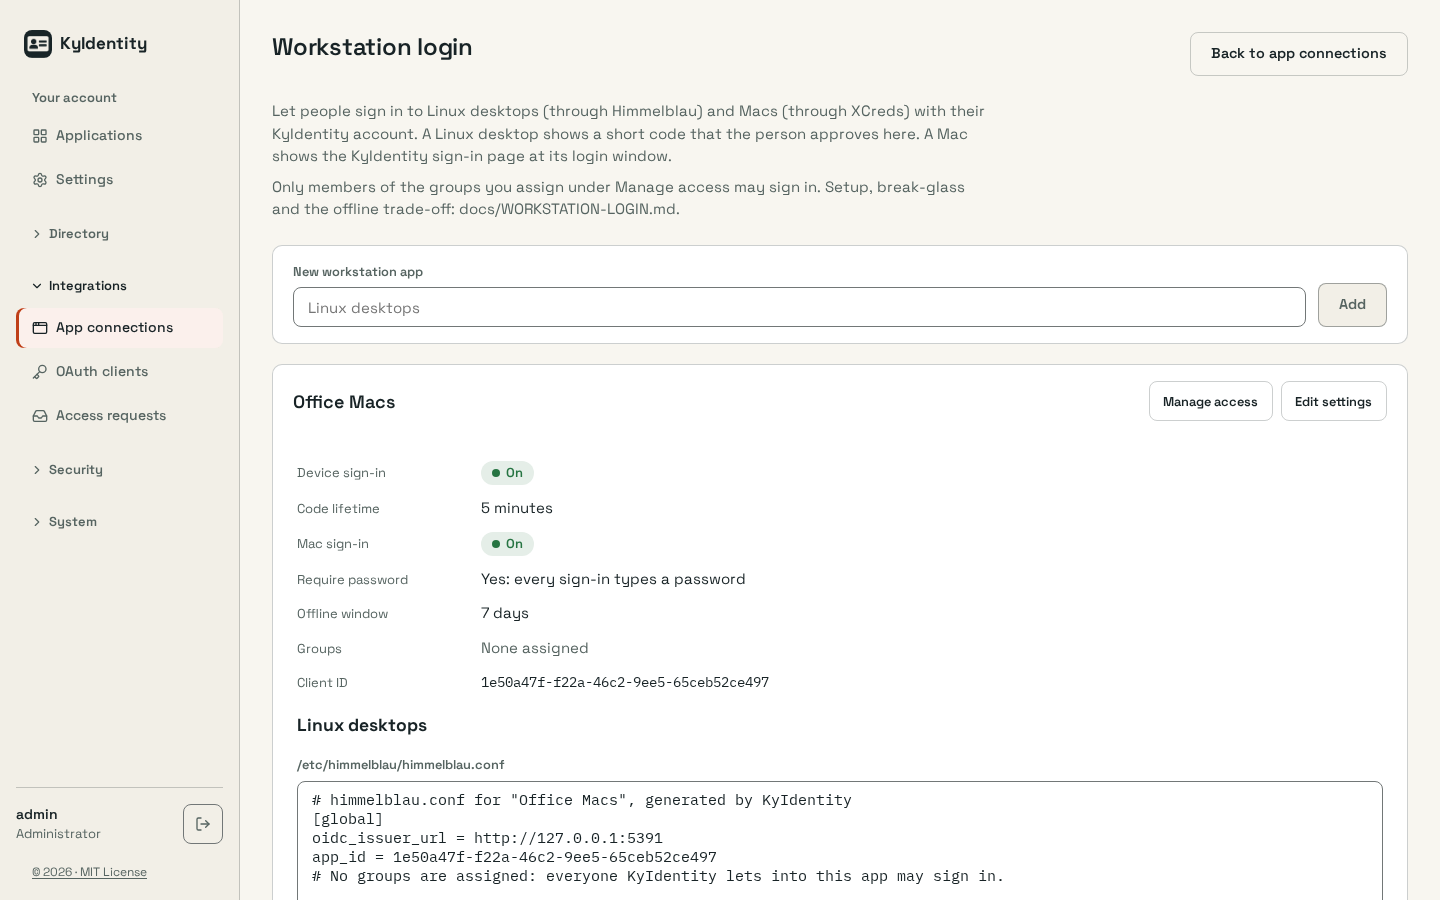 KyIdentity
Your account
Applications
Settings
Directory
Integrations
App connections
OAuth clients
Access requests
Security
System
admin
Administrator
© 2026 · MIT License
Workstation login
Back to app connections
Let people sign in to Linux desktops (through Himmelblau) and Macs (through XCreds) with their
KyIdentity account. A Linux desktop shows a short code that the person approves here. A Mac
shows the KyIdentity sign-in page at its login window.
Only members of the groups you assign under Manage access may sign in. Setup, break-glass
and the offline trade-off: docs/WORKSTATION-LOGIN.md.
New workstation app
Linux desktops
Add
Office Macs
Manage access
Edit settings
Device sign-in On
Code lifetime 5 minutes
Mac sign-in On
Require password Yes: every sign-in types a password
Offline window 7 days
Groups None assigned
Client ID 1e50a47f-f22a-46c2-9ee5-65ceb52ce497
Linux desktops
/etc/himmelblau/himmelblau.conf
# himmelblau.conf for "Office Macs", generated by KyIdentity
[global]
oidc_issuer_url = http://127.0.0.1:5391
app_id = 1e50a47f-f22a-46c2-9ee5-65ceb52ce497
# No groups are assigned: everyone KyIdentity lets into this app may sign in.